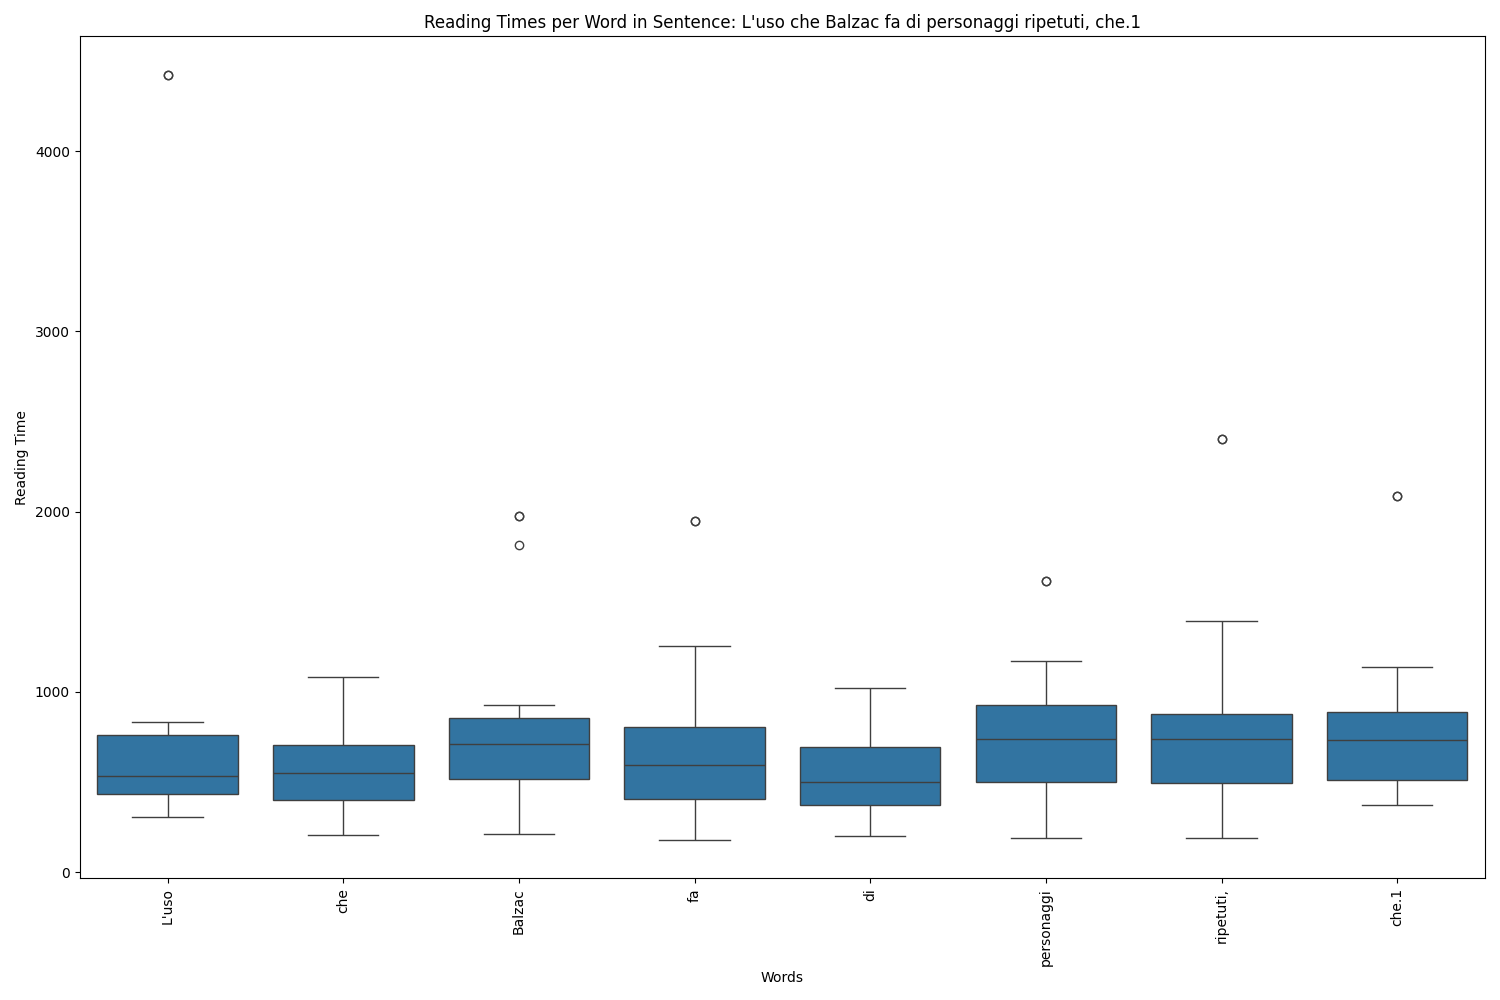 Reading Times per Word in Sentence: L'uso che Balzac fa di personaggi ripetuti, che.1
Reading Time
4000
3000
2000
1000
0
L'uso
che
Balzac
fa
di
personaggi
ripetuti,
che.1
Words